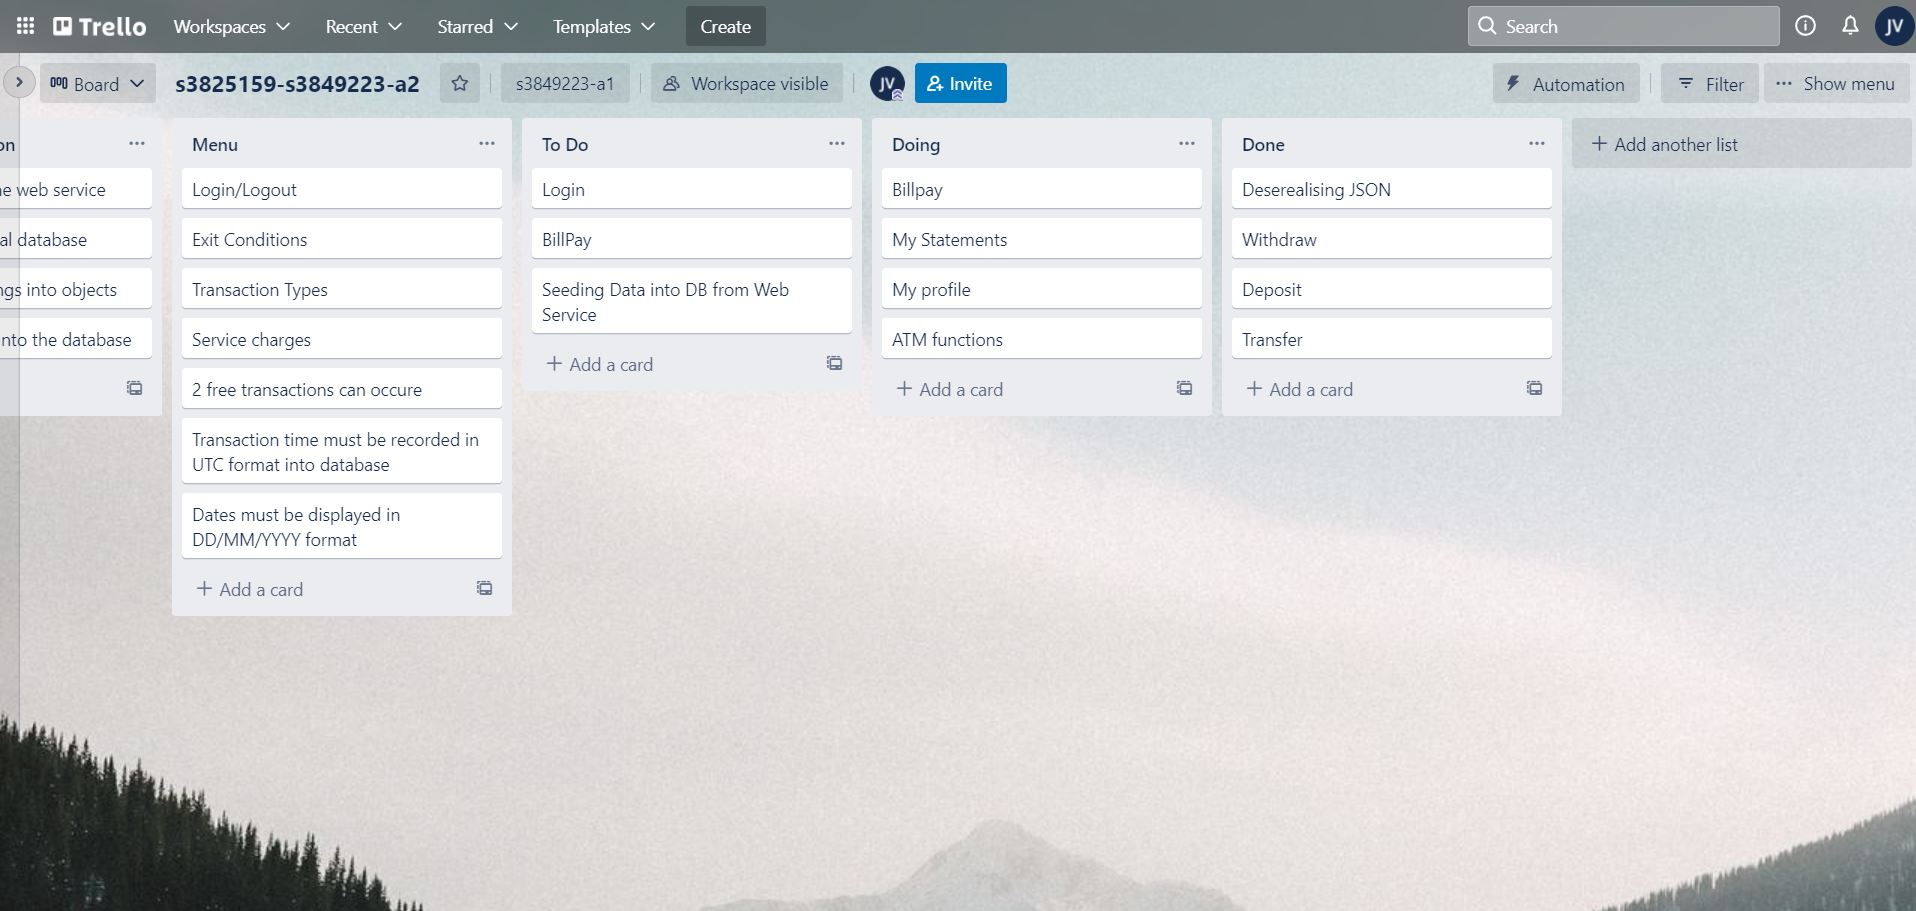 Trello
Workspaces
Recent
Starred
Templates
Create
Search
JV
Board
s3825159-s3849223-a2
s3849223-a1
Workspace visible
JV
Invite
Automation
Filter
Show menu
web service
database
into objects
the database
Menu
Login/Logout
Exit Conditions
Transaction Types
Service charges
2 free transactions can occure
Transaction time must be recorded in
UTC format into database
Dates must be displayed in
DD/MM/YYYY format
+ Add a card
To Do
Login
BillPay
Seeding Data into DB from Web
Service
+ Add a card
Doing
Billpay
My Statements
My profile
ATM functions
+ Add a card
Done
Deserealising JSON
Withdraw
Deposit
Transfer
+ Add a card
+ Add another list